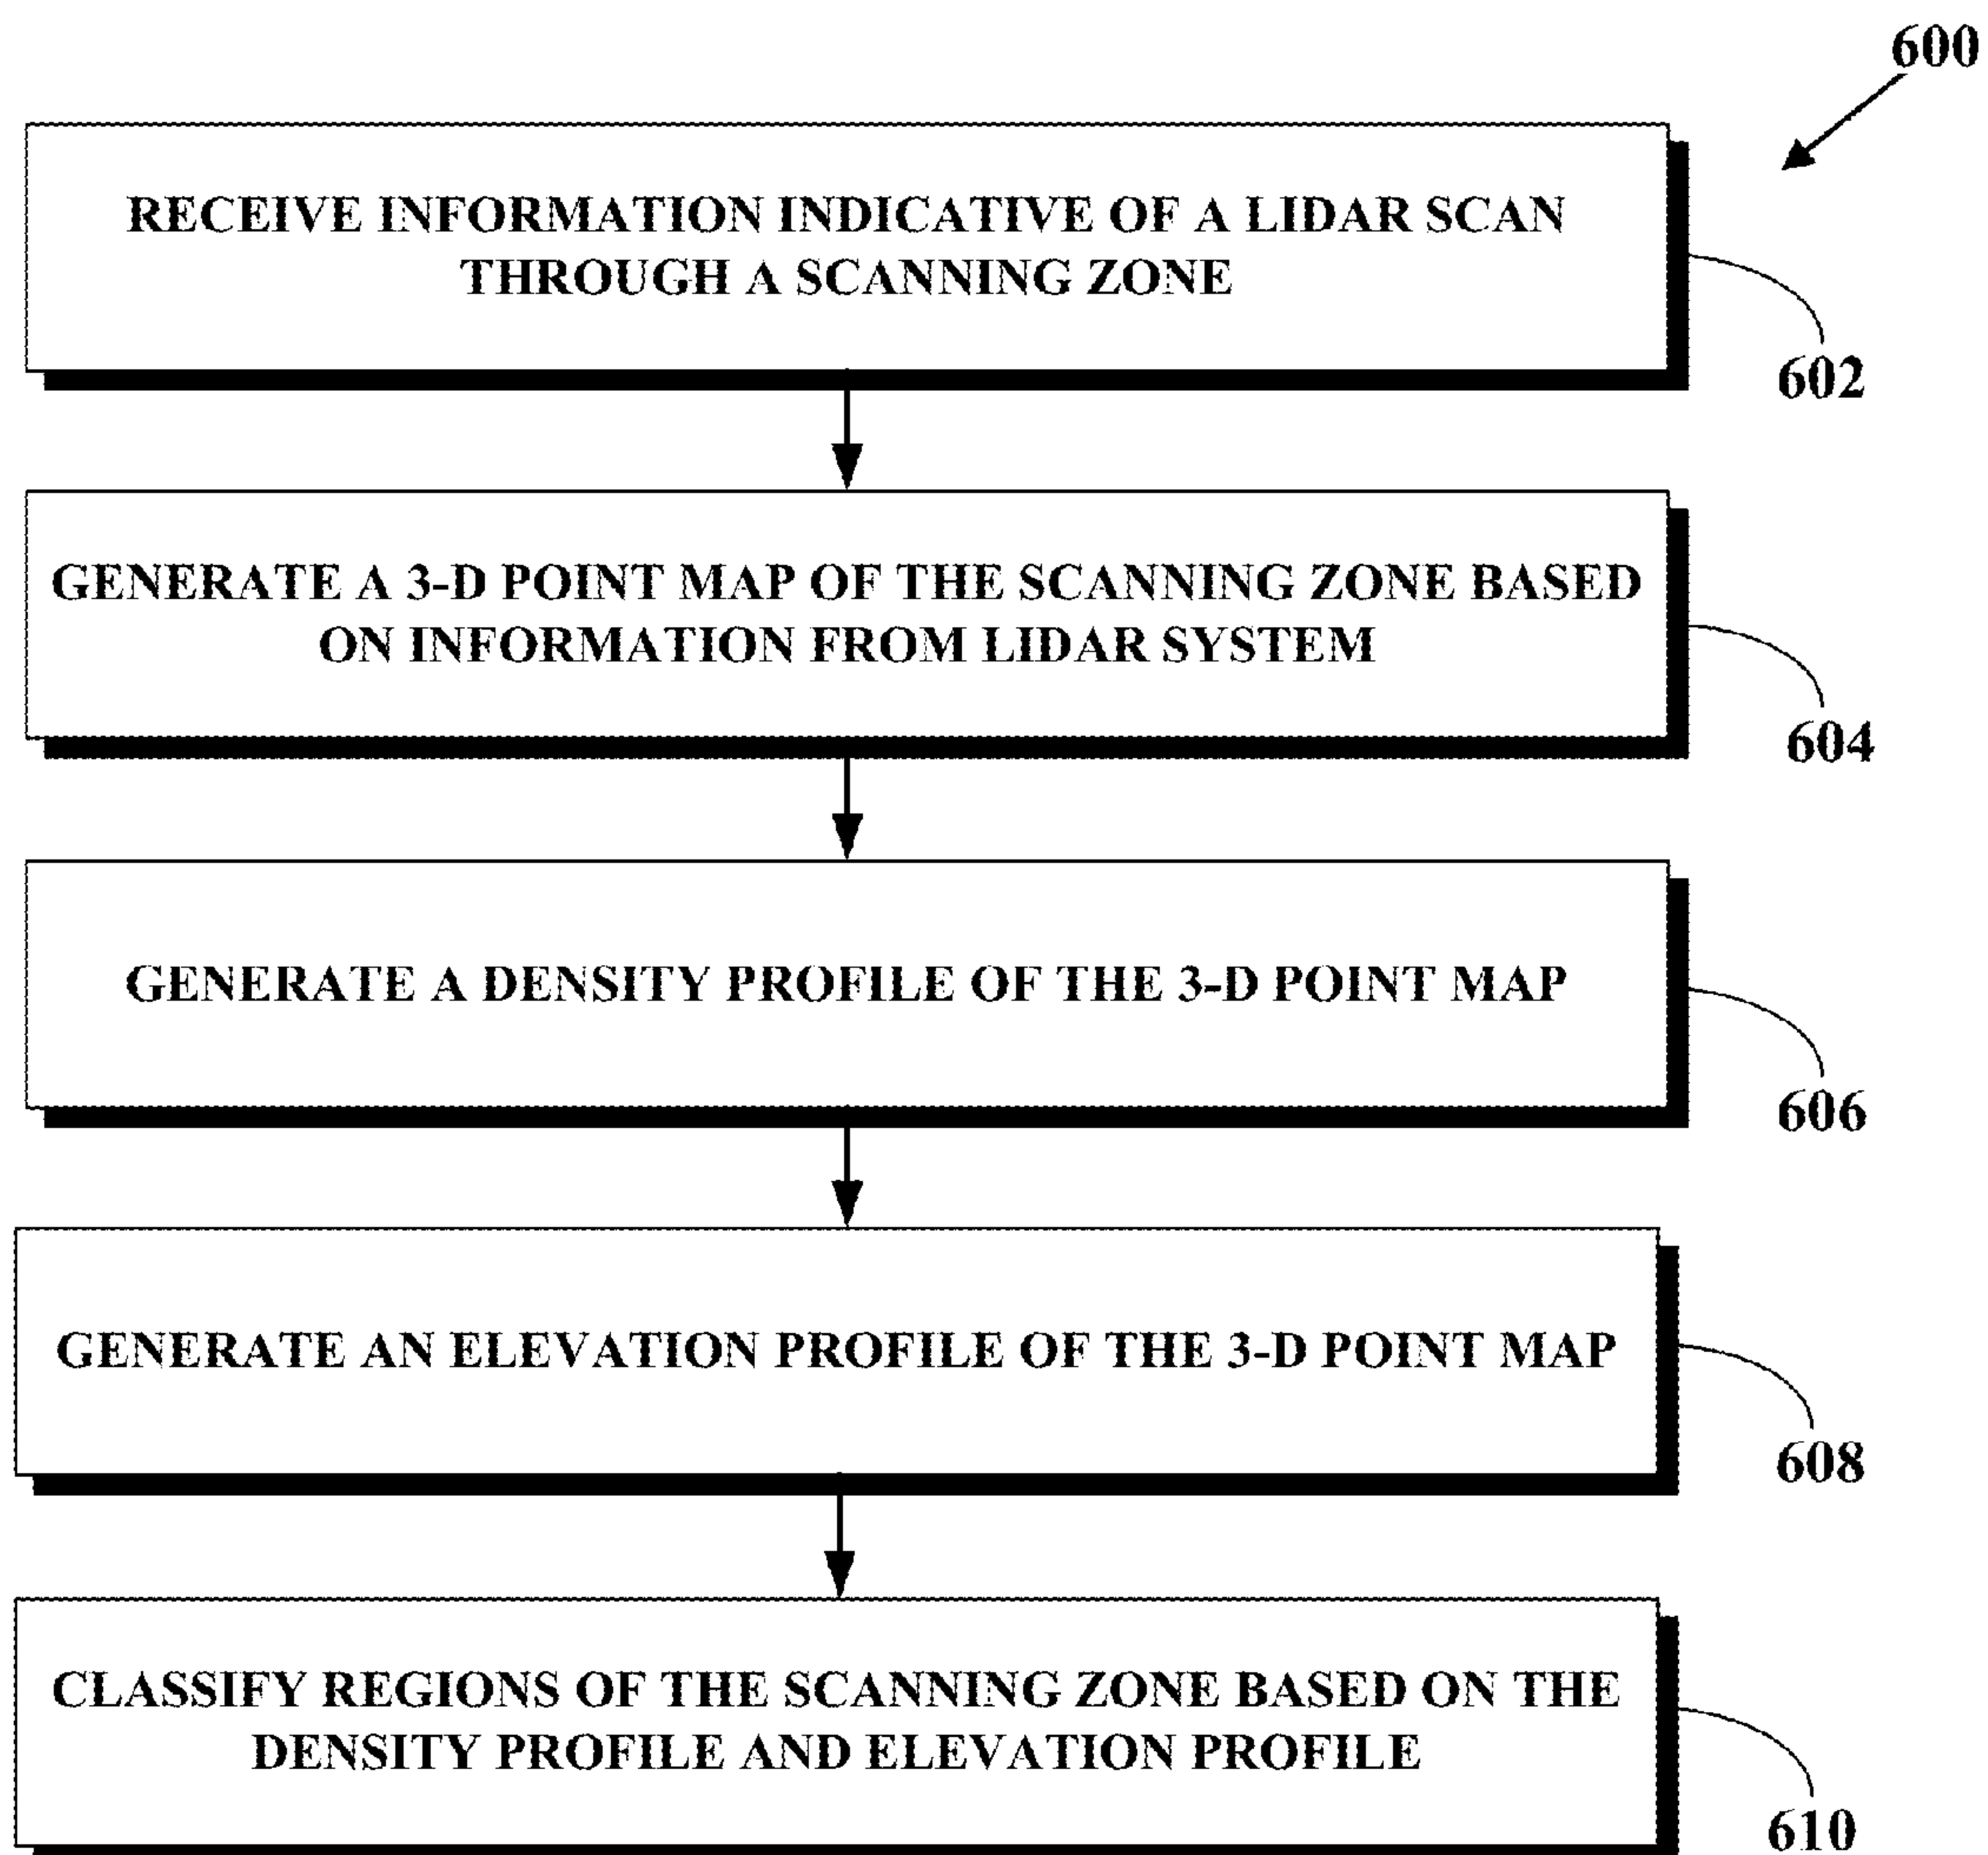 600
RECEIVE INFORMATION INDICATIVE OF A LIDAR SCAN
THROUGH A SCANNING ZONE
602
GENERATE A 3-D POINT MAP OF THE SCANNING ZONE BASED
ON INFORMATION FROM LIDAR SYSTEM
604
GENERATE A DENSITY PROFILE OF THE 3-D POINT MAP
606
GENERATE AN ELEVATION PROFILE OF THE 3-D POINT MAP
608
CLASSIFY REGIONS OF THE SCANNING ZONE BASED ON THE
DENSITY PROFILE AND ELEVATION PROFILE
610